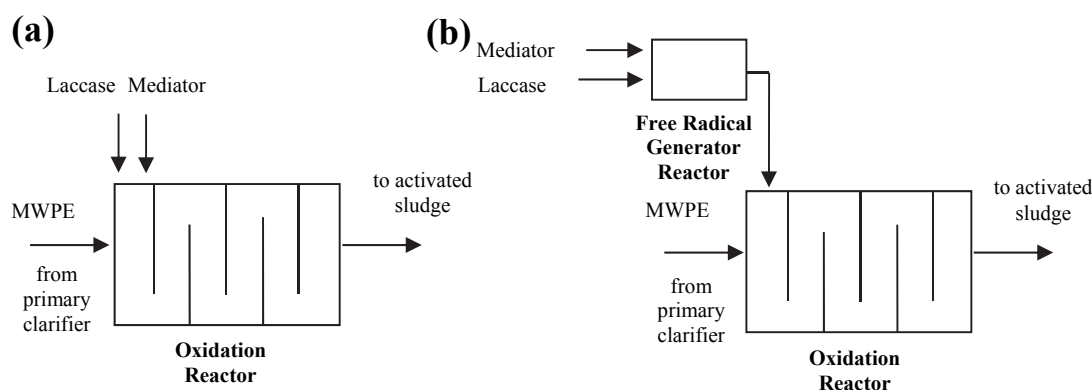 (a)
Laccase Mediator
MWPE
from
primary
clarifier
to activated
sludge
Oxidation
Reactor
(b)
Mediator
Laccase
Free Radical
Generator
Reactor
MWPE
from
primary
clarifier
to activated
sludge
Oxidation
Reactor